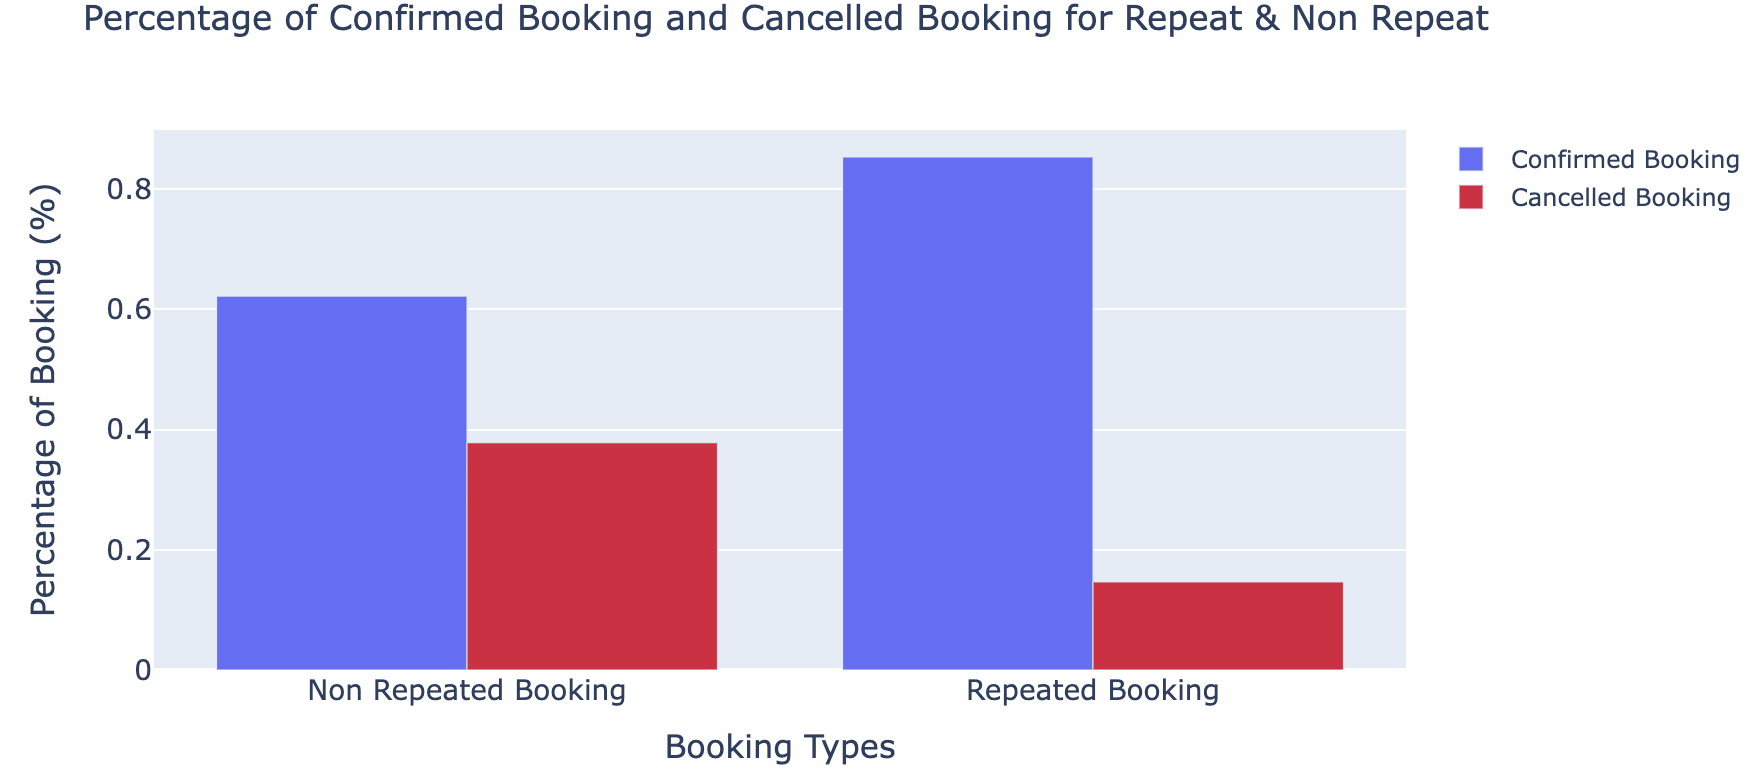 Percentage of Confirmed Booking and Cancelled Booking for Repeat & Non Repeat
Confirmed Booking
Cancelled Booking
Percentage of Booking (%)
0.8
0.6
0.4
0.2
0
Non Repeated Booking
Repeated Booking
Booking Types